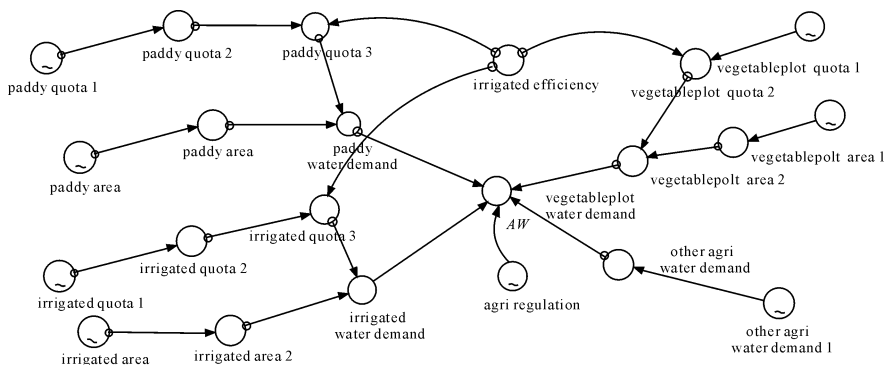 paddy quota 1
paddy quota 2
paddy quota 3
irrigated efficiency
vegetableplot quota 1
vegetableplot quota 2
paddy area
paddy area
paddy
water demand
vegetablepolt area 1
vegetablepolt area 2
vegetableplot
water demand
AW
irrigated quota 1
irrigated quota 2
irrigated quota 3
agri regulation
other agri
water demand
irrigated area
irrigated area 2
irrigated
water demand
other agri
water demand 1
~
~
~
~
~
~
~
~